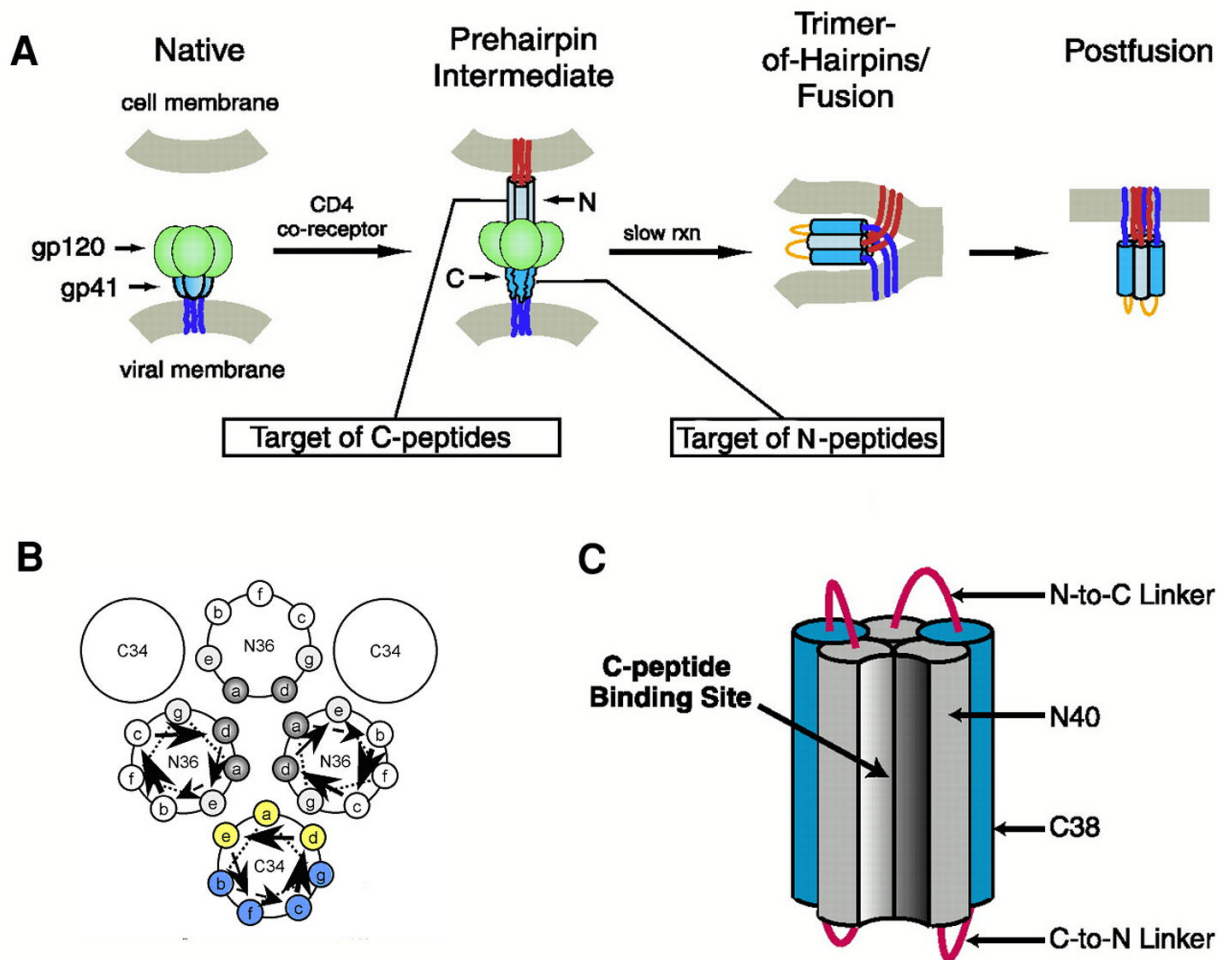 A
Native
Prehairpin
Intermediate
Trimer-
of-Hairpins/
Fusion
Postfusion
cell membrane
CD4
co-receptor
N
slow rxn
gp120
gp41
C
viral membrane
Target of C-peptides
Target of N-peptides
B
f
b
c
e
N36
g
a
d
C34
C34
g
c
d
N36
f
a
b
e
e
a
b
N36
d
f
g
c
a
e
d
C34
b
g
f
c
C
N-to-C Linker
C-peptide
Binding Site
N40
C38
C-to-N Linker